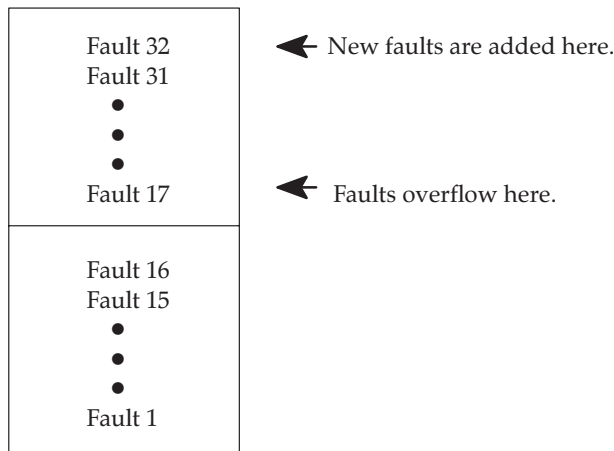 Fault 32
New faults are added here.
Fault 31
Fault 17
Faults overflow here.
Fault 16
Fault 15
Fault 1